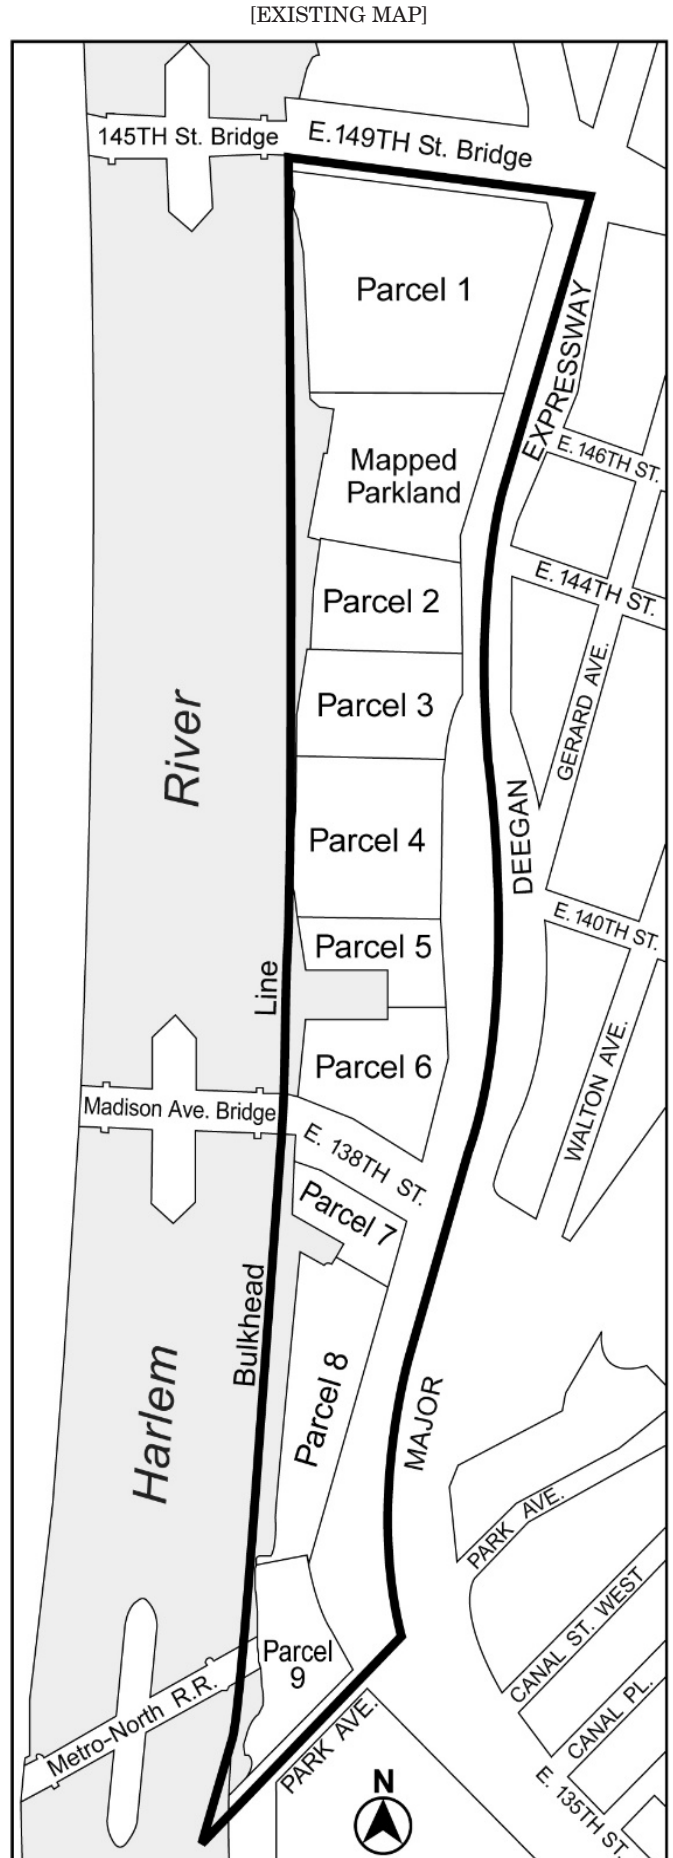 [EXISTING MAP]
145TH St. Bridge
E.149TH St. Bridge
Parcel 1
EXPRESSWAY
E. 146TH ST.
Mapped
Parkland
E. 144TH ST.
Parcel 2
GERARD AVE.
Parcel 3
River
DEEGAN
Parcel 4
E. 140TH ST.
Parcel 5
Line
WALTON AVE.
Parcel 6
Madison Ave. Bridge
E. 138TH ST.
Parcel 7
Bulkhead
Harlem
Parcel 8
MAJOR
PARK AVE.
CANAL ST. WEST
Parcel
9
Metro-North R.R.
CANAL PL.
PARK AVE.
E. 135TH ST.
N